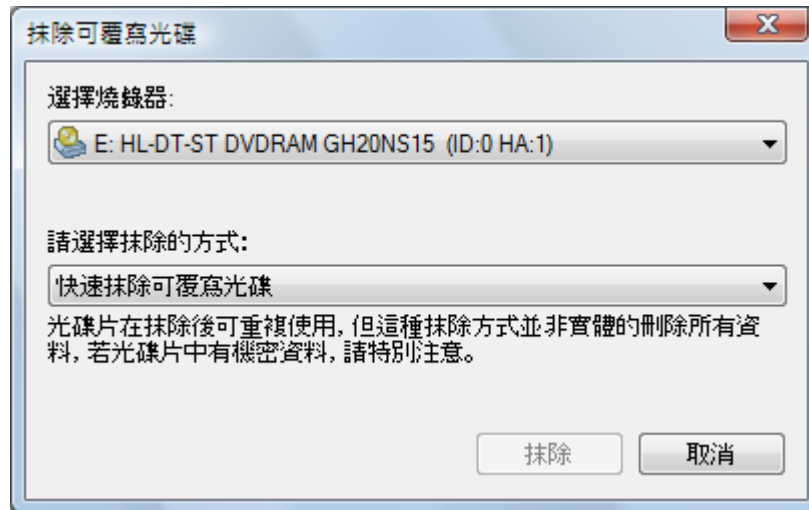 抹除可覆寫光碟
選擇燒錄器:
E: HL-DT-ST DVDRAM GH20NS15 (ID:0 HA:1)
請選擇抹除的方式:
快速抹除可覆寫光碟
光碟片在抹除後可重複使用, 但這種抹除方式並非實體的刪除所有資
料, 若光碟片中有機密資料, 請特別注意。
抹除 取消